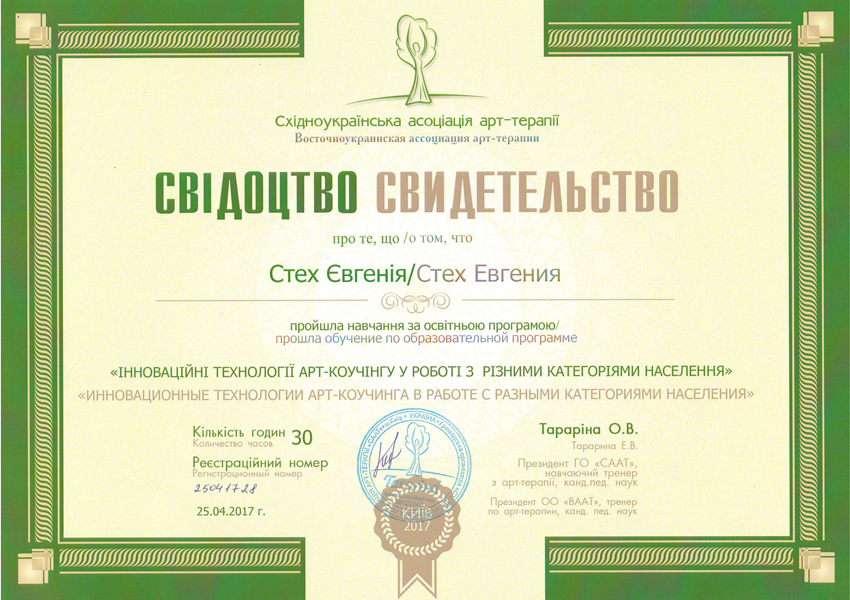 Східноукраїнська асоціація арт-терапії
Восточноукраинская ассоциация арт-терапии
СВІДОЦТВО СВИДЕТЕЛЬСТВО
про те, що /о том, что
Стех Євгенія/Стех Евгения
пройшла навчання за освітньою програмою/
прошла обучение по образовательной программе
«ІННОВАЦІЙНІ ТЕХНОЛОГІЇ АРТ-КОУЧІНГУ У РОБОТІ З РІЗНИМИ КАТЕГОРІЯМИ НАСЕЛЕННЯ»
«ИННОВАЦИОННЫЕ ТЕХНОЛОГИИ АРТ-КОУЧИНГА В РАБОТЕ С РАЗНЫМИ КАТЕГОРИЯМИ НАСЕЛЕНИЯ»
Кількість годин 30
Количество часов
Реєстраційний номер
Регистрационный номер
25041728
25.04.2017 г.
УКРАЇНА
КИЇВ
2017
Тараріна О.В.
Тарарина Е.В.
Президент ГО «СААТ»,
навчаючий тренер
з арт-терапії, канд.пед. наук
Президент ОО «ВААТ», тренер
по арт-терапии, канд. пед. наук